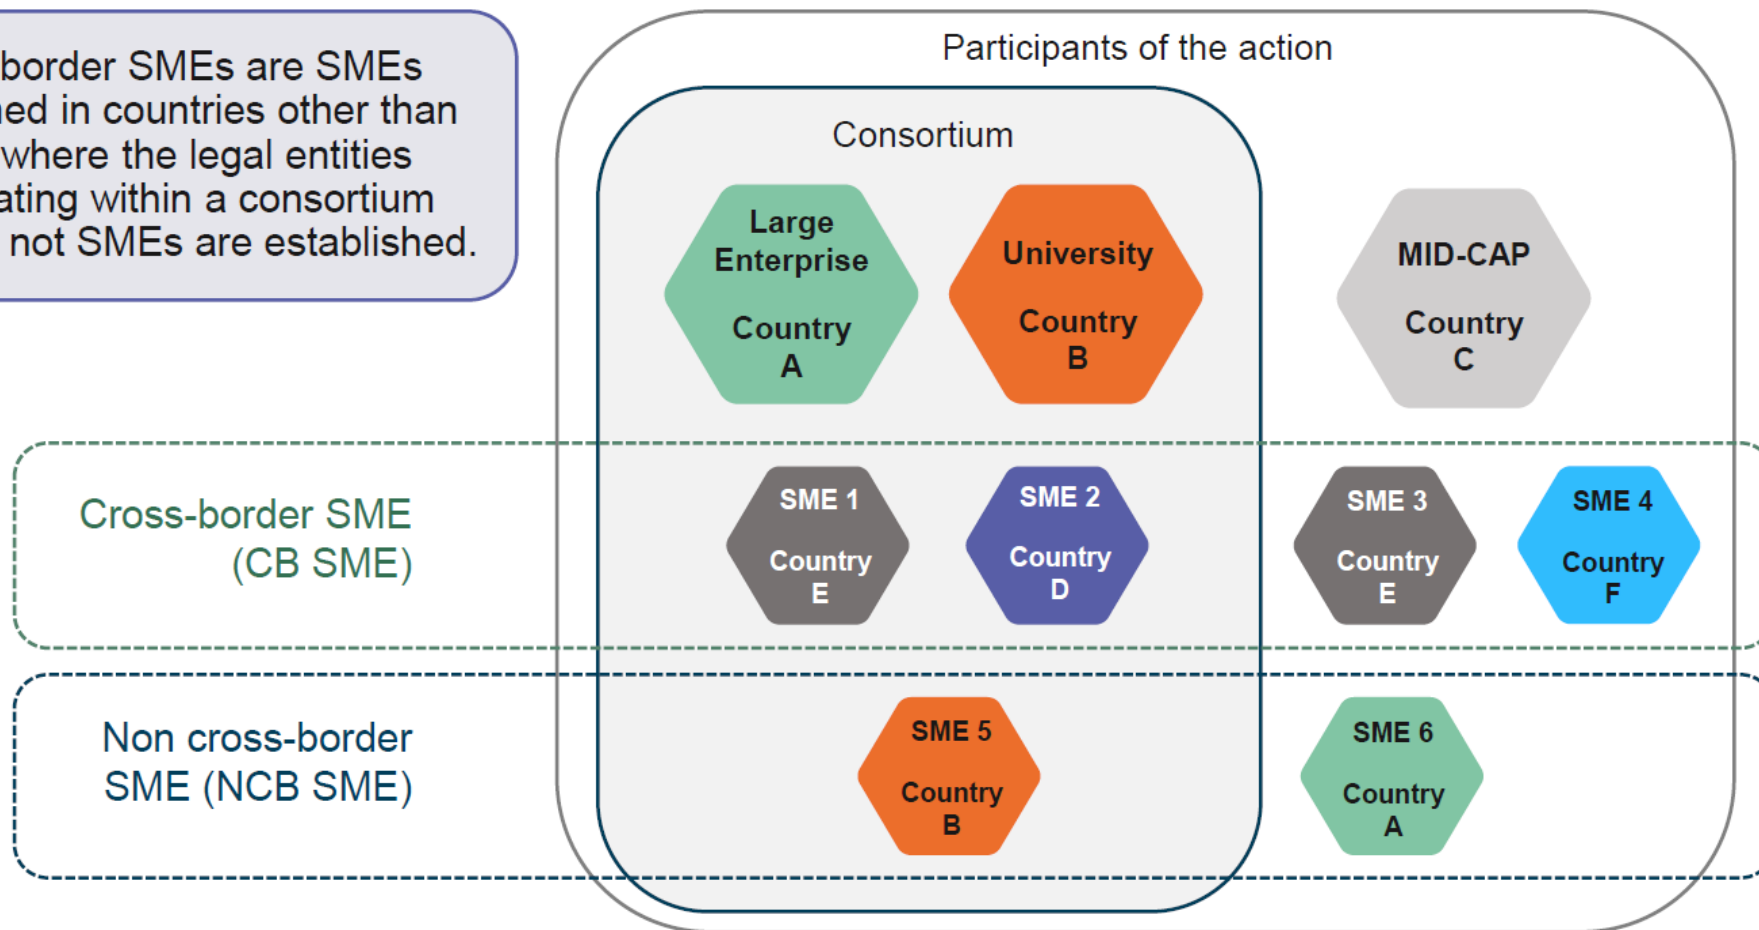 border SMEs are SMEs
ed in countries other than
where the legal entities
ating within a consortium
not SMEs are established.
Participants of the action
Consortium
Large
Enterprise
Country
A
University
Country
B
MID-CAP
Country
C
Cross-border SME
(CB SME)
SME 1
Country
E
SME 2
Country
D
SME 3
Country
E
SME 4
Country
F
Non cross-border
SME (NCB SME)
SME 5
Country
B
SME 6
Country
A